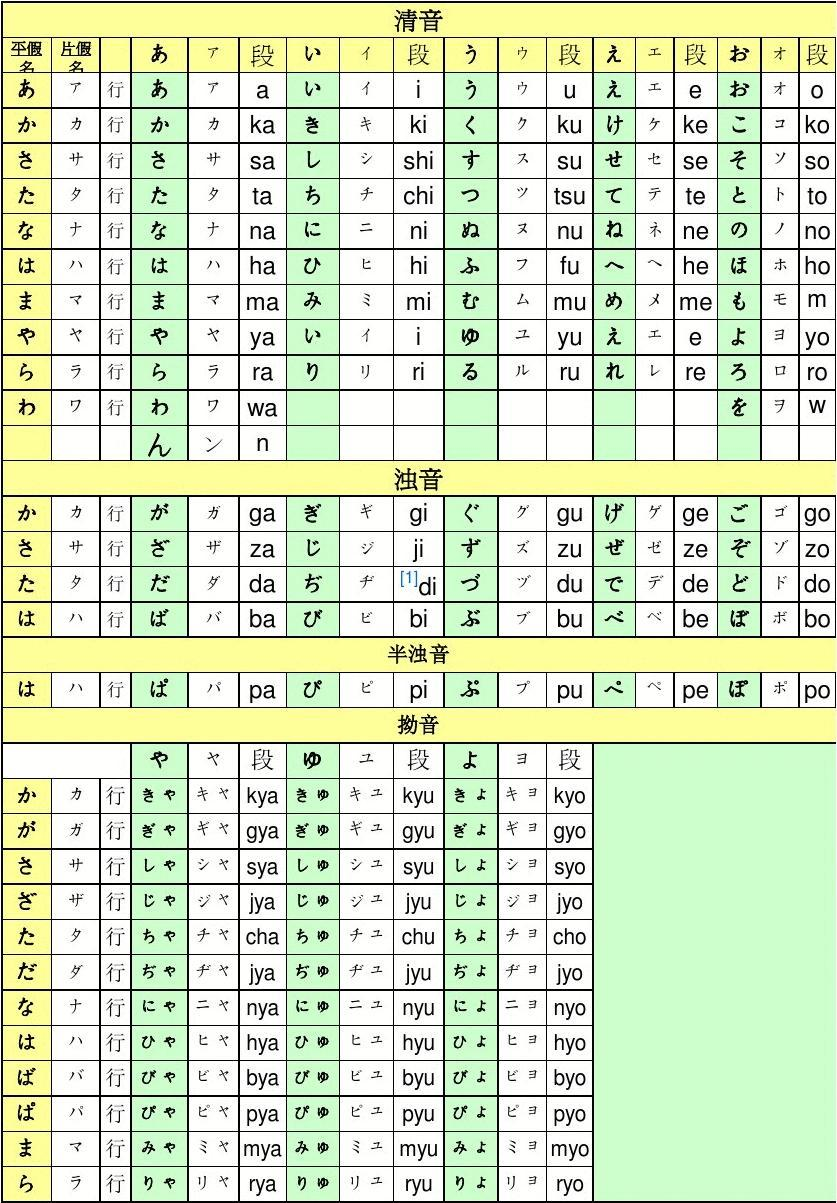 清音
平假名 片假名 あ ア 段 い イ 段 う ゥ 段 え エ 段 お オ 段
あ ア 行 あ ア a い イ i う ゥ u え エ e お オ o
か カ 行 か カ ka き キ ki く ク ku け ケ ke こ コ ko
さ サ 行 さ サ sa し シ shi す ス su せ セ se そ ソ so
た タ 行 た タ ta ち チ chi つ ツ tsu て テ te と ト to
な ナ 行 な ナ na に ニ ni ぬ ヌ nu ね ネ ne の ノ no
は ハ 行 は ハ ha ひ ヒ hi ふ フ fu へ ヘ he ほ ホ ho
ま マ 行 ま マ ma み ミ mi む ム mu め メ me も モ m
や ヤ 行 や ヤ ya い イ i ゆ ユ yu え エ e よ ヨ yo
ら ラ 行 ら ラ ra り リ ri る ル ru れ レ re ろ ロ ro
わ ワ 行 わ ワ wa を ヲ w
ん ン n
浊音
か カ 行 が ガ ga ぎ ギ gi ぐ グ gu げ ゲ ge ご ゴ go
さ サ 行 ざ ザ za じ ジ ji ず ズ zu ぜ ゼ ze ぞ ゾ zo
た タ 行 だ ダ da ぢ ヂ [1]di づ ヅ du で デ de ど ド do
は ハ 行 ば バ ba び ビ bi ぶ ブ bu べ ベ be ぼ ボ bo
半浊音
は ハ 行 ぱ パ pa ぴ ピ pi ぷ プ pu ぺ ペ pe ぽ ポ po
拗音
や ヤ 段 ゆ ユ 段 よ ヨ 段
か カ 行 きゃ キャ kya きゅ キュ kyu きょ キョ kyo
が ガ 行 ぎゃ ギャ gya ぎゅ ギュ gyu ぎょ ギョ gyo
さ サ 行 しゃ シャ sya しゅ シュ syu しょ ショ syo
ざ ザ 行 じゃ ジャ jya じゅ ジュ jyu じょ ジョ jyo
た タ 行 ちゃ チャ cha ちゅ チュ chu ちょ チョ cho
だ ダ 行 ぢゃ ヂャ jya ぢゅ ヂュ jyu ぢょ ヂョ jyo
な ナ 行 にゃ ニャ nya にゅ ニュ nyu にょ ニョ nyo
は ハ 行 ひゃ ヒャ hya ひゅ ヒュ hyu ひょ ヒョ hyo
ば バ 行 びゃ ビャ bya びゅ ビュ byu びょ ビョ byo
ぱ パ 行 ぴゃ ピャ pya ぴゅ ピュ pyu ぴょ ピョ pyo
ま マ 行 みゃ ミャ mya みゅ ミュ myu みょ ミョ myo
ら ラ 行 りゃ リャ rya りゅ リュ ryu りょ リョ ryo